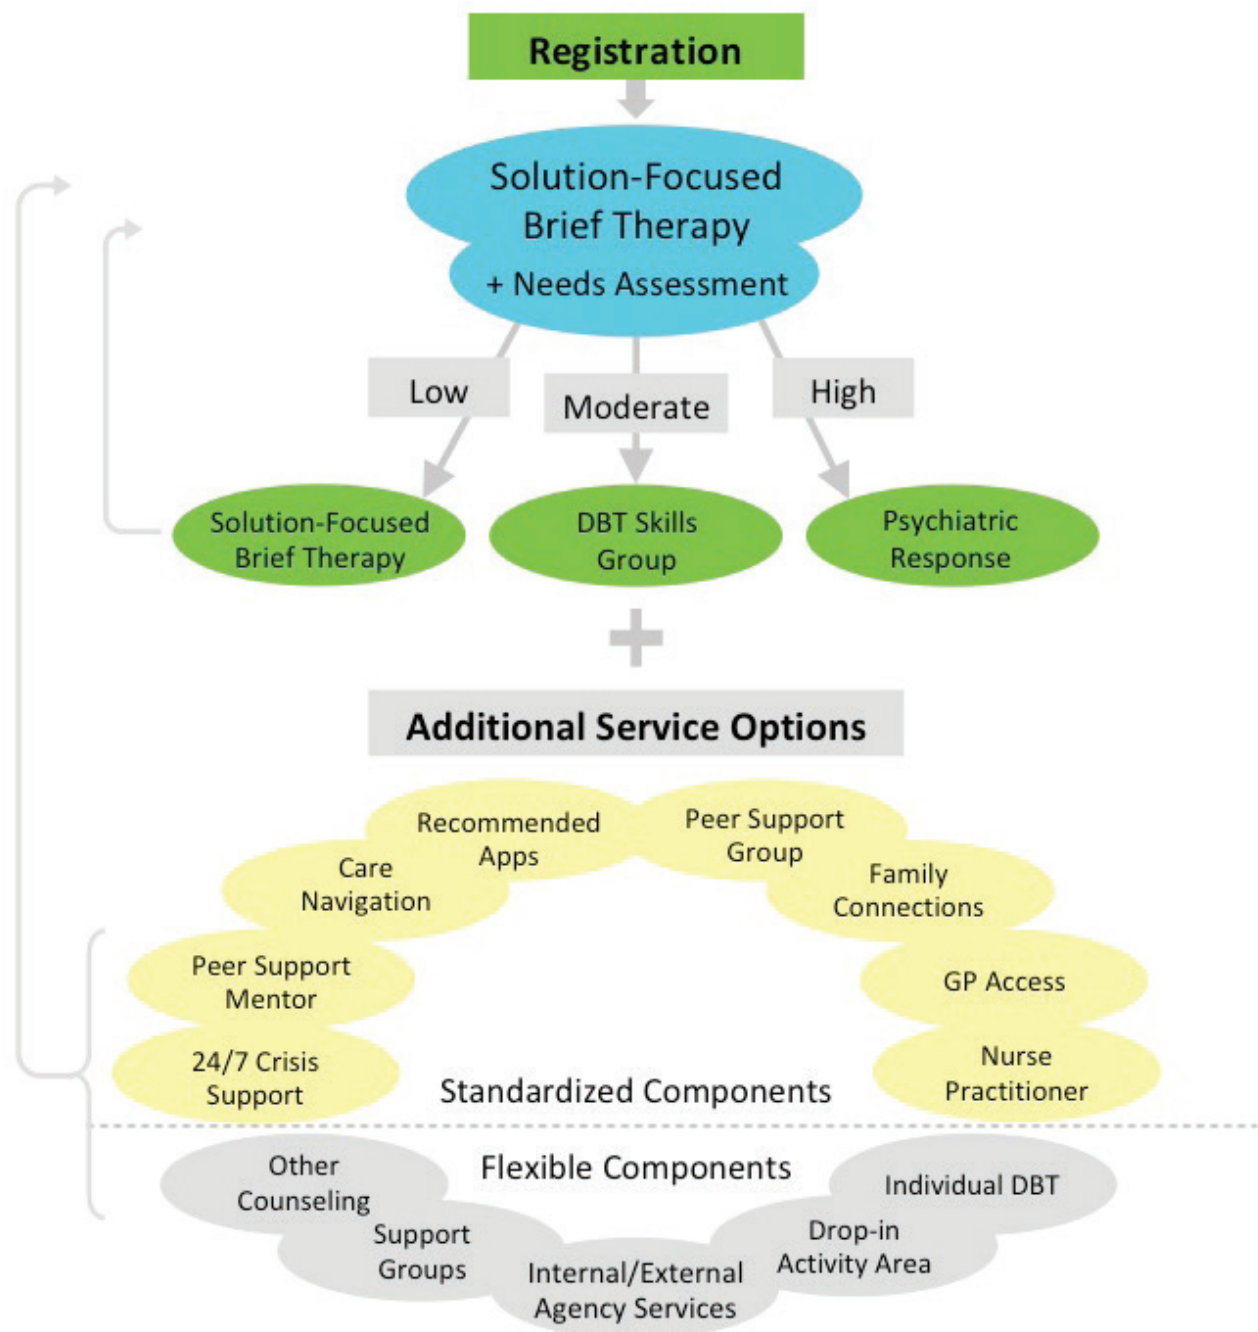 Registration
Solution-Focused
Brief Therapy
+ Needs Assessment
Low
Moderate
High
Solution-Focused
Brief Therapy
DBT Skills
Group
Psychiatric
Response
Additional Service Options
Recommended
Apps
Peer Support
Group
Care
Navigation
Family
Connections
Peer Support
Mentor
GP Access
24/7 Crisis
Support
Nurse
Practitioner
Standardized Components
Flexible Components
Other
Counseling
Individual DBT
Support
Groups
Drop-in
Activity Area
Internal/External
Agency Services